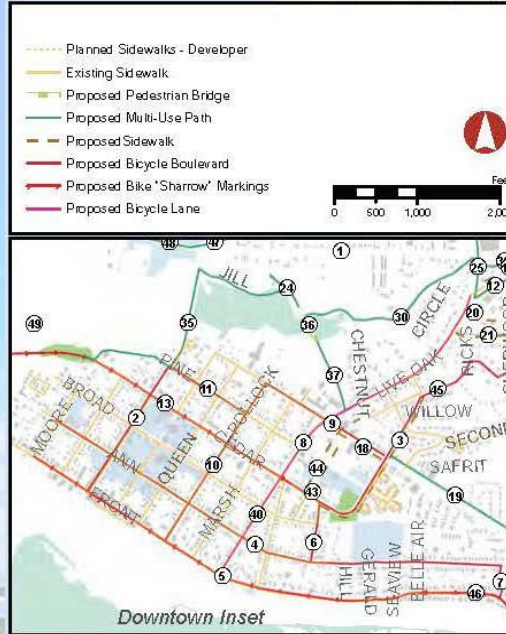 Planned Sidewalks - Developer
Existing Sidewalk
Proposed Pedestrian Bridge
Proposed Multi-Use Path
Proposed Sidewalk
Proposed Bicycle Boulevard
Proposed Bike "Sharrow" Markings
Proposed Bicycle Lane
Fee
0 500 1,000 2,00
48
47
1
25
JILL
24
12
CIRCLE
20
49
35
36
30
21
RICKS
CHESTNUT
LIVE OAK
37
PINE
11
45
BROAD
POLLOCK
WILLOW
MOORE
2
13
9
8
18
3
SECOND
QUEEN
CEDAR
SAFRIT
ANN
10
44
43
19
FRONT
MARSH
40
4
6
5
HILL
GERALD
SEAVIEW
BELLE AIR
7
46
Downtown Inset